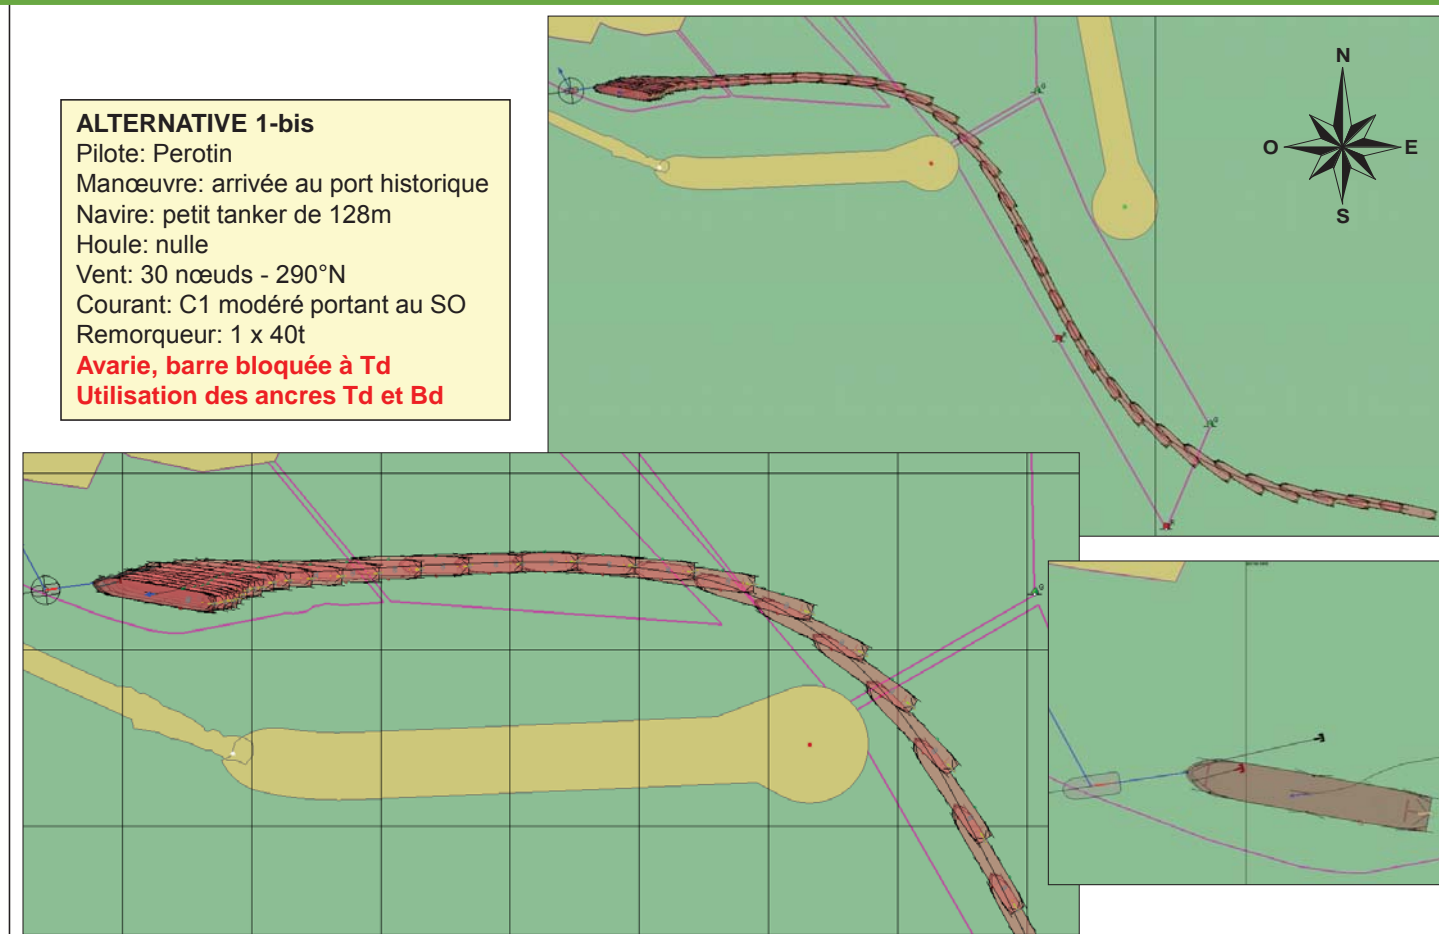 ALTERNATIVE 1-bis
Pilote: Perotin
Manœuvre: arrivée au port historique
Navire: petit tanker de 128m
Houle: nulle
Vent: 30 nœuds - 290°N
Courant: C1 modéré portant au SO
Remorqueur: 1 x 40t
Avarie, barre bloquée à Td
Utilisation des ancres Td et Bd
N
O
E
S